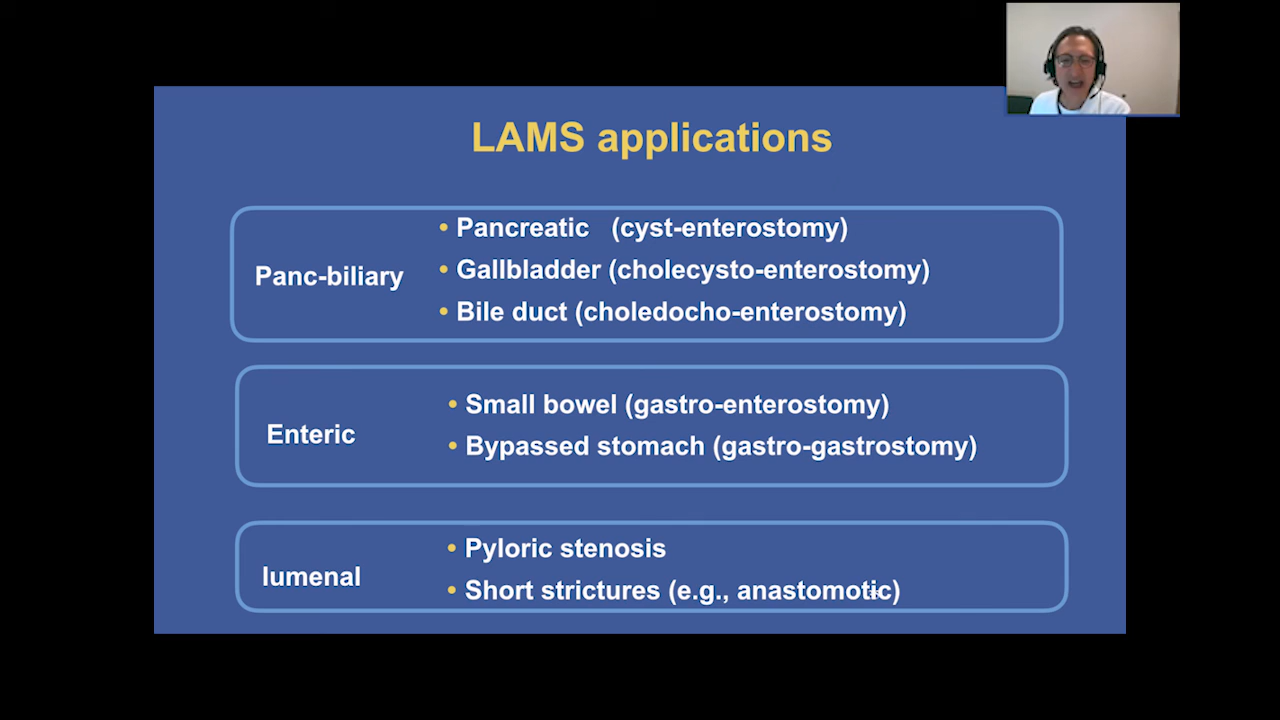 LAMS applications
Panc-biliary
• Pancreatic (cyst-enterostomy)
• Gallbladder (cholecysto-enterostomy)
• Bile duct (choledocho-enterostomy)
Enteric
• Small bowel (gastro-enterostomy)
• Bypassed stomach (gastro-gastrostomy)
lumenal
• Pyloric stenosis
• Short strictures (e.g., anastomotic)